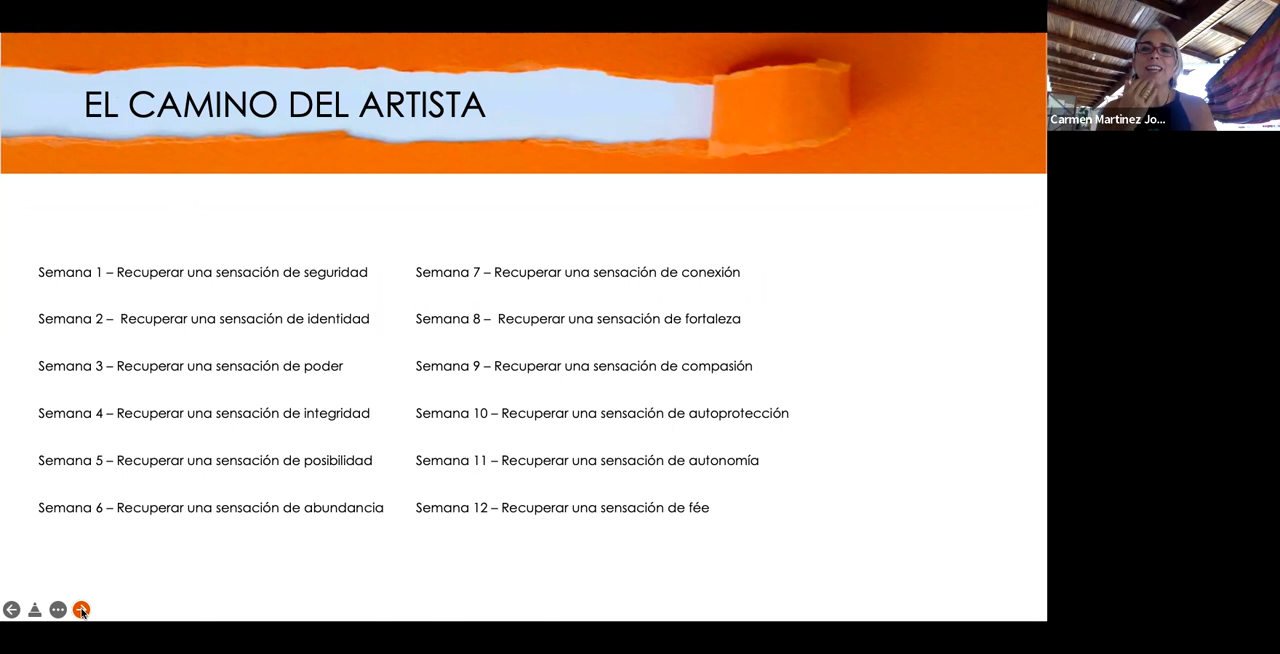 EL CAMINO DEL ARTISTA
Carmen Martinez Jo...
Semana 1 – Recuperar una sensación de seguridad
Semana 2 – Recuperar una sensación de identidad
Semana 3 – Recuperar una sensación de poder
Semana 4 – Recuperar una sensación de integridad
Semana 5 – Recuperar una sensación de posibilidad
Semana 6 – Recuperar una sensación de abundancia
Semana 7 – Recuperar una sensación de conexión
Semana 8 – Recuperar una sensación de fortaleza
Semana 9 – Recuperar una sensación de compasión
Semana 10 – Recuperar una sensación de autoprotección
Semana 11 – Recuperar una sensación de autonomía
Semana 12 – Recuperar una sensación de fée